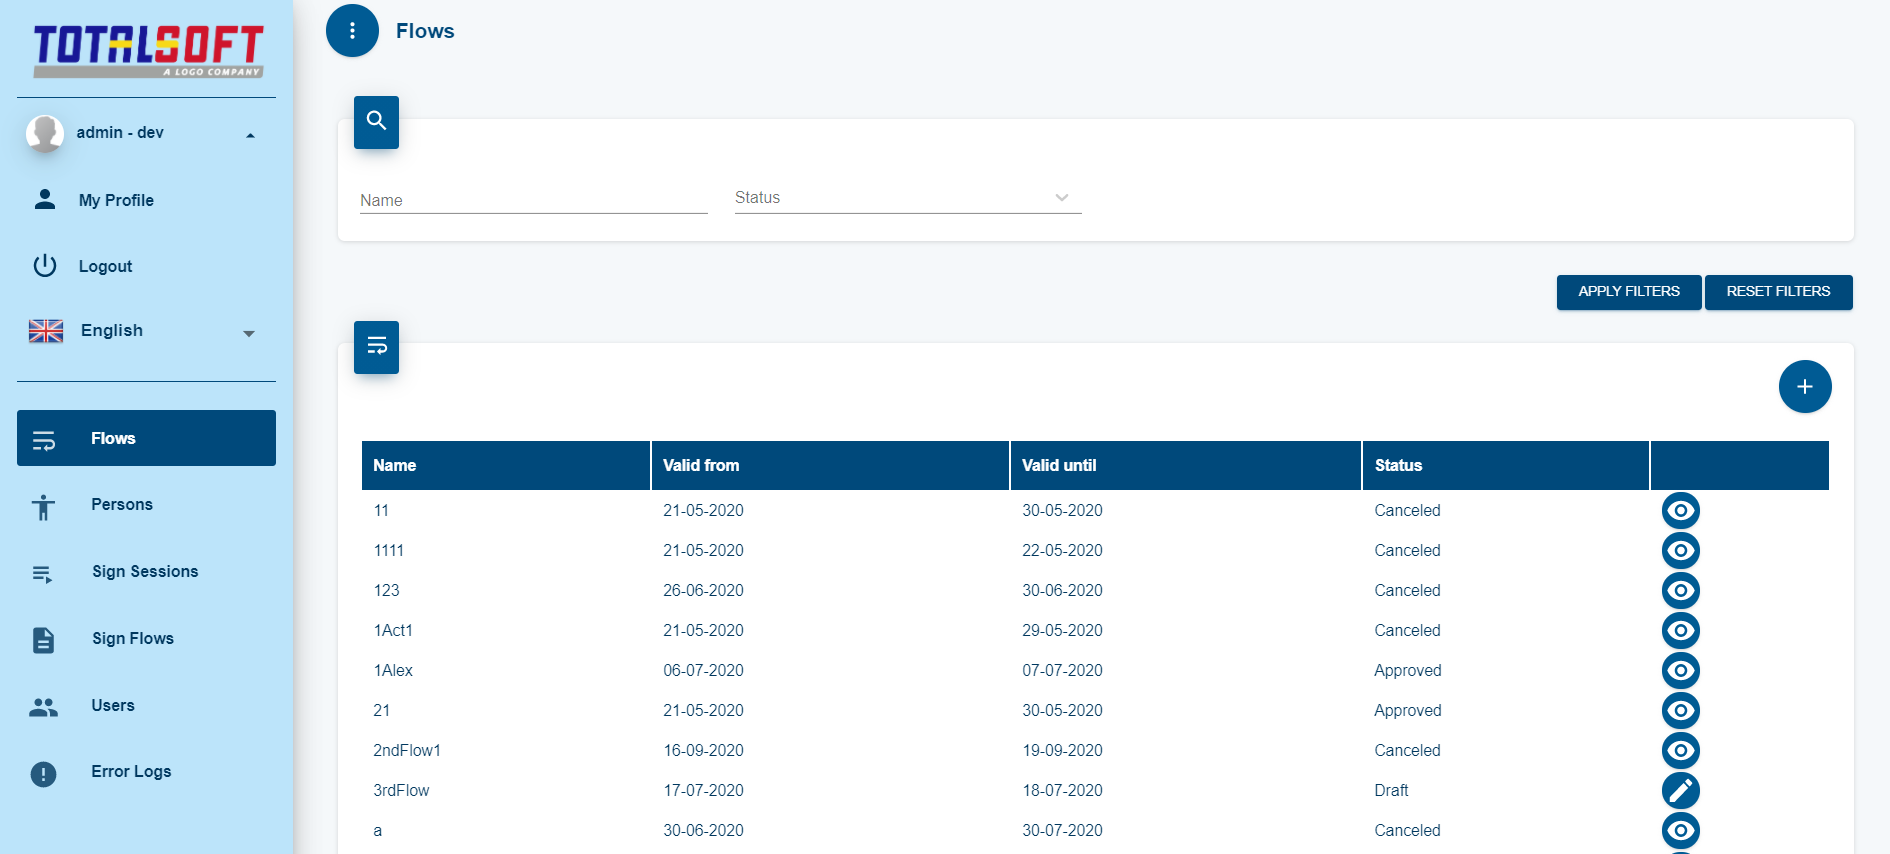 TOTALSOFT
A LOGO COMPANY
admin - dev
My Profile
Logout
English
Flows
Persons
Sign Sessions
Sign Flows
Users
Error Logs
Flows
Name
Status
APPLY FILTERS
RESET FILTERS
Name Valid from Valid until Status
11 21-05-2020 30-05-2020 Canceled
1111 21-05-2020 22-05-2020 Canceled
123 26-06-2020 30-06-2020 Canceled
1Act1 21-05-2020 29-05-2020 Canceled
1Alex 06-07-2020 07-07-2020 Approved
21 21-05-2020 30-05-2020 Approved
2ndFlow1 16-09-2020 19-09-2020 Canceled
3rdFlow 17-07-2020 18-07-2020 Draft
a 30-06-2020 30-07-2020 Canceled